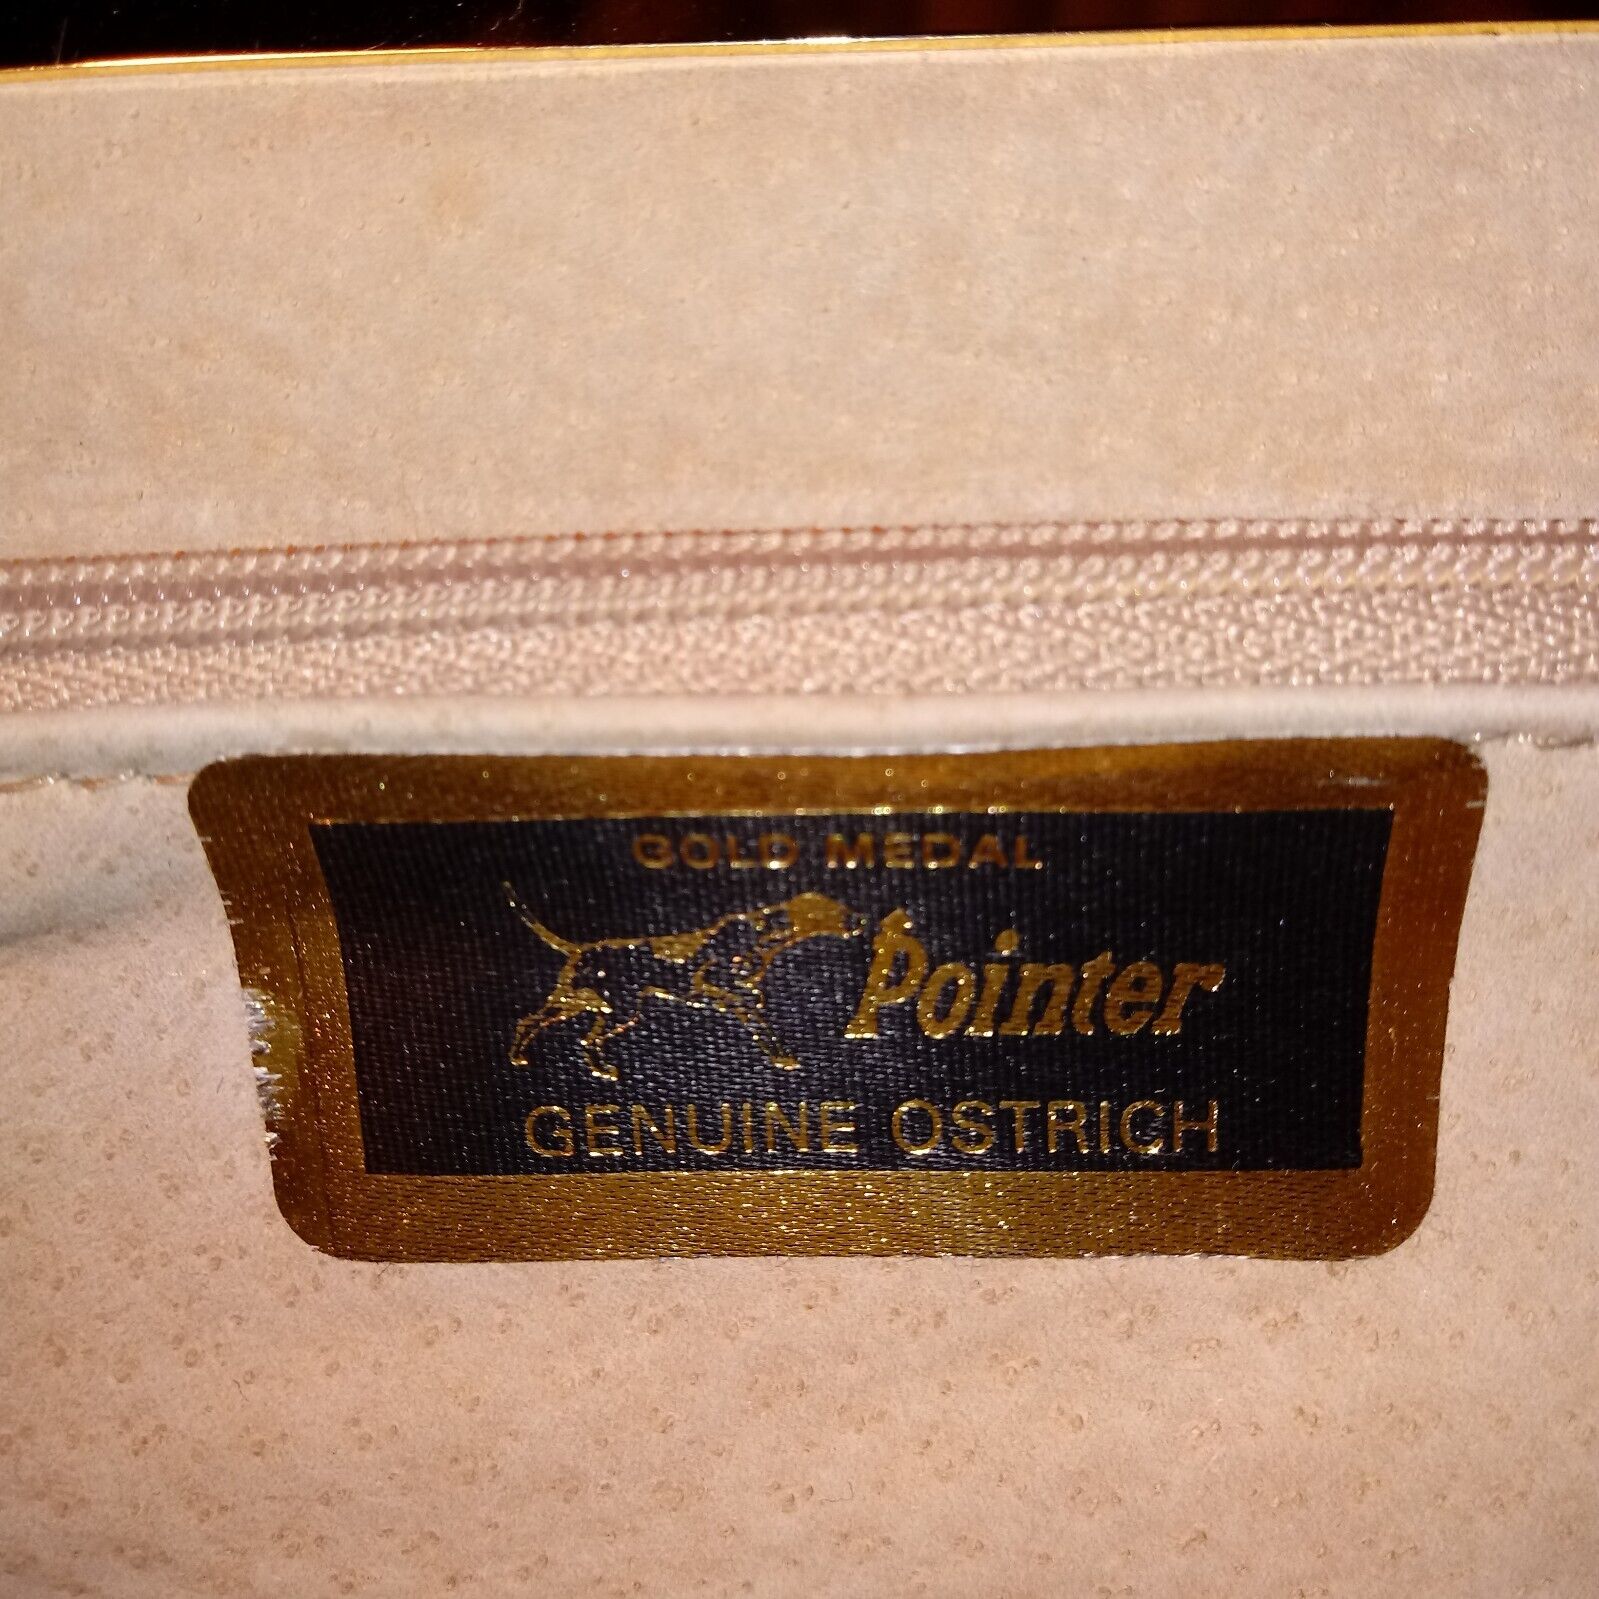 GOLD MEDAL
Pointer
GENUINE OSTRICH